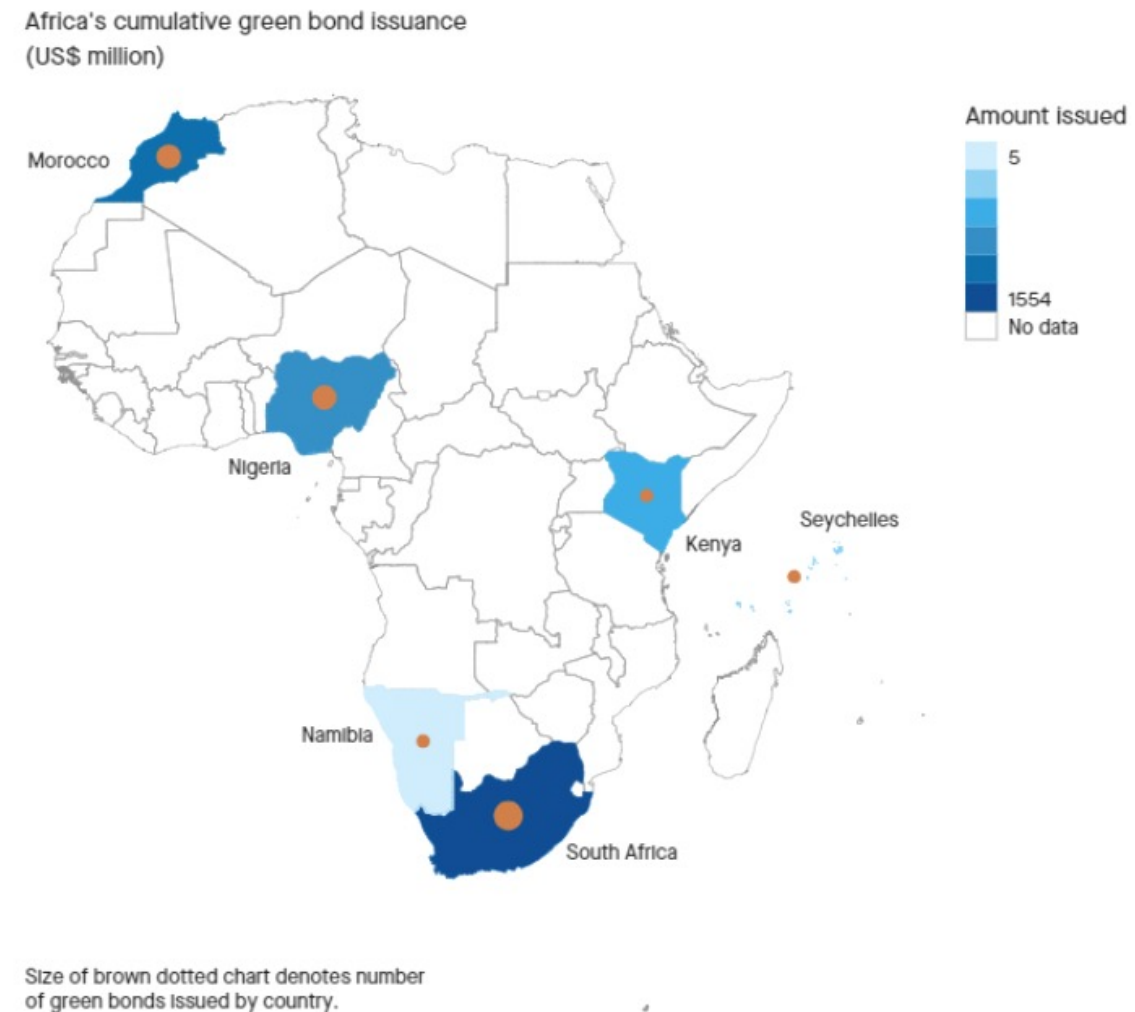 Africa's cumulative green bond issuance
(US$ million)
Amount issued
5
1554
No data
Morocco
Nigeria
Seychelles
Kenya
Namibia
South Africa
Size of brown dotted chart denotes number
of green bonds issued by country.